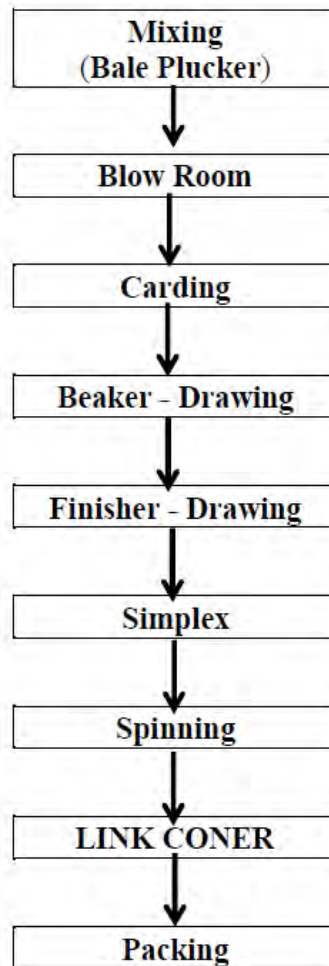 Mixing
(Bale Plucker)
Blow Room
Carding
Beaker - Drawing
Finisher - Drawing
Simplex
Spinning
LINK CONER
Packing